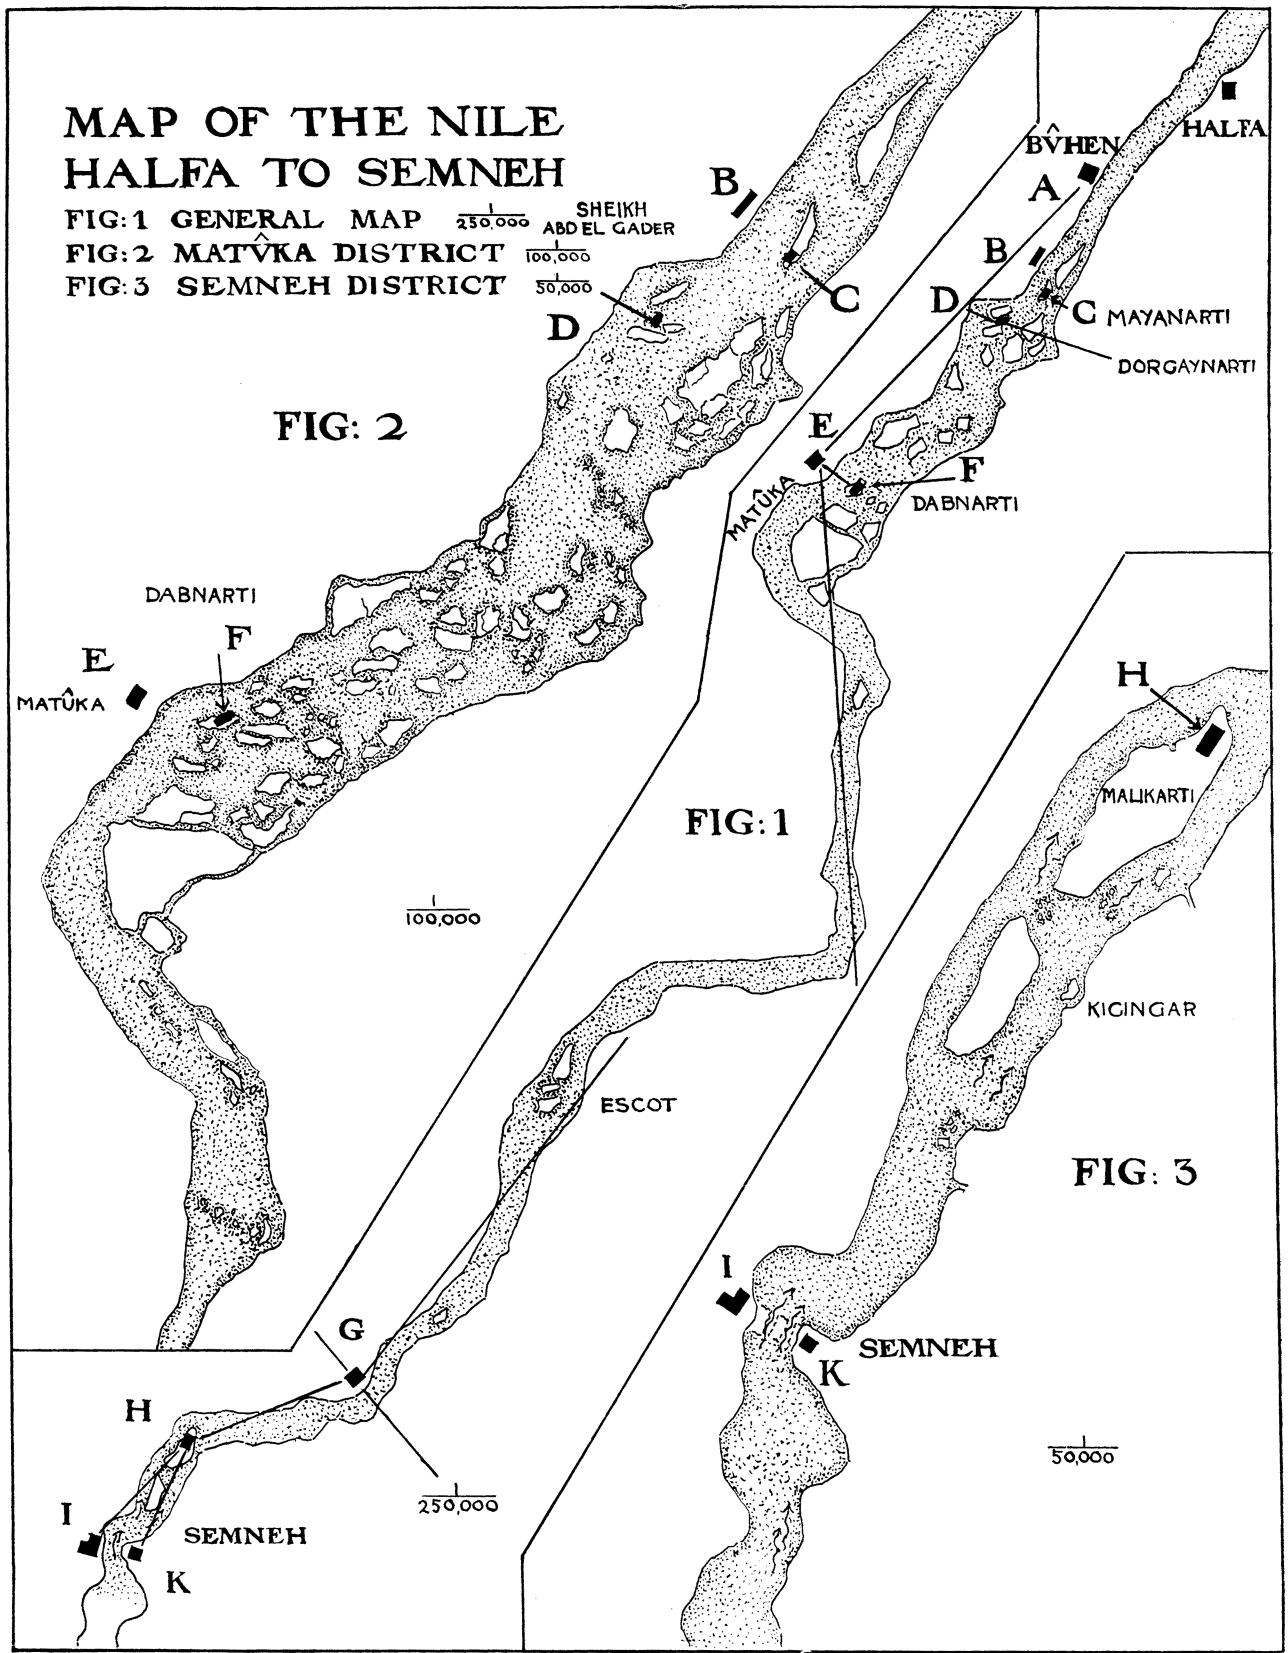 MAP OF THE NILE
HALFA TO SEMNEH
FIG: 1 GENERAL MAP 1/250,000
FIG: 2 MATÛKA DISTRICT 1/100,000
FIG: 3 SEMNEH DISTRICT 1/50,000
SHEIKH
ABD EL GADER
B
C
D
FIG: 2
DABNARTI
F
E
MATÛKA
1/100,000
HALFA
BÛHEN
A
B
D
C MAYANARTI
DORGAYNARTI
E
MATÛKA
F
DABNARTI
FIG: 1
ESCOT
G
H
I
SEMNEH
K
1/250,000
H
MALIKARTI
KICINGAR
FIG: 3
I
SEMNEH
K
1/50,000